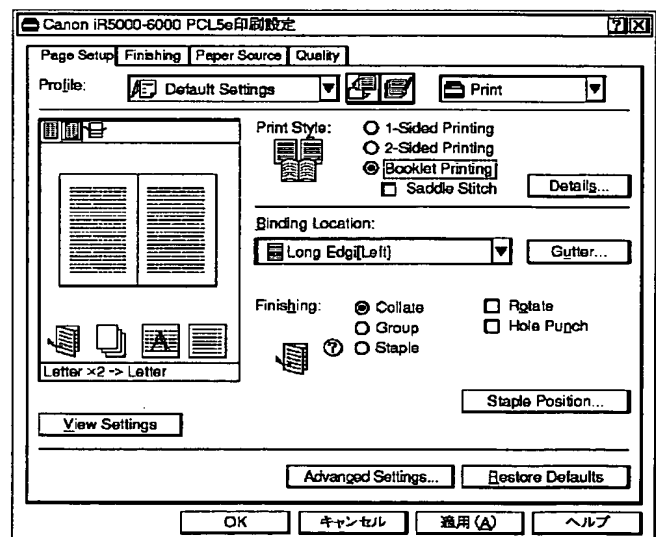 Canon iR5000-6000 PCL5e印刷設定
Page Setup Finishing Paper Source Quality
Profile: Default Settings Print
Print Style: 1-Sided Printing
2-Sided Printing
Booklet Printing
Saddle Stitch Details...
Binding Location:
Long Edgi[Left] Gutter...
Finishing: Collate Rotate
Group Hole Punch
Staple
A
Letter ×2 -> Letter
Staple Position...
View Settings
Advanced Settings... Restore Defaults
OK キャンセル 適用(A) ヘルプ